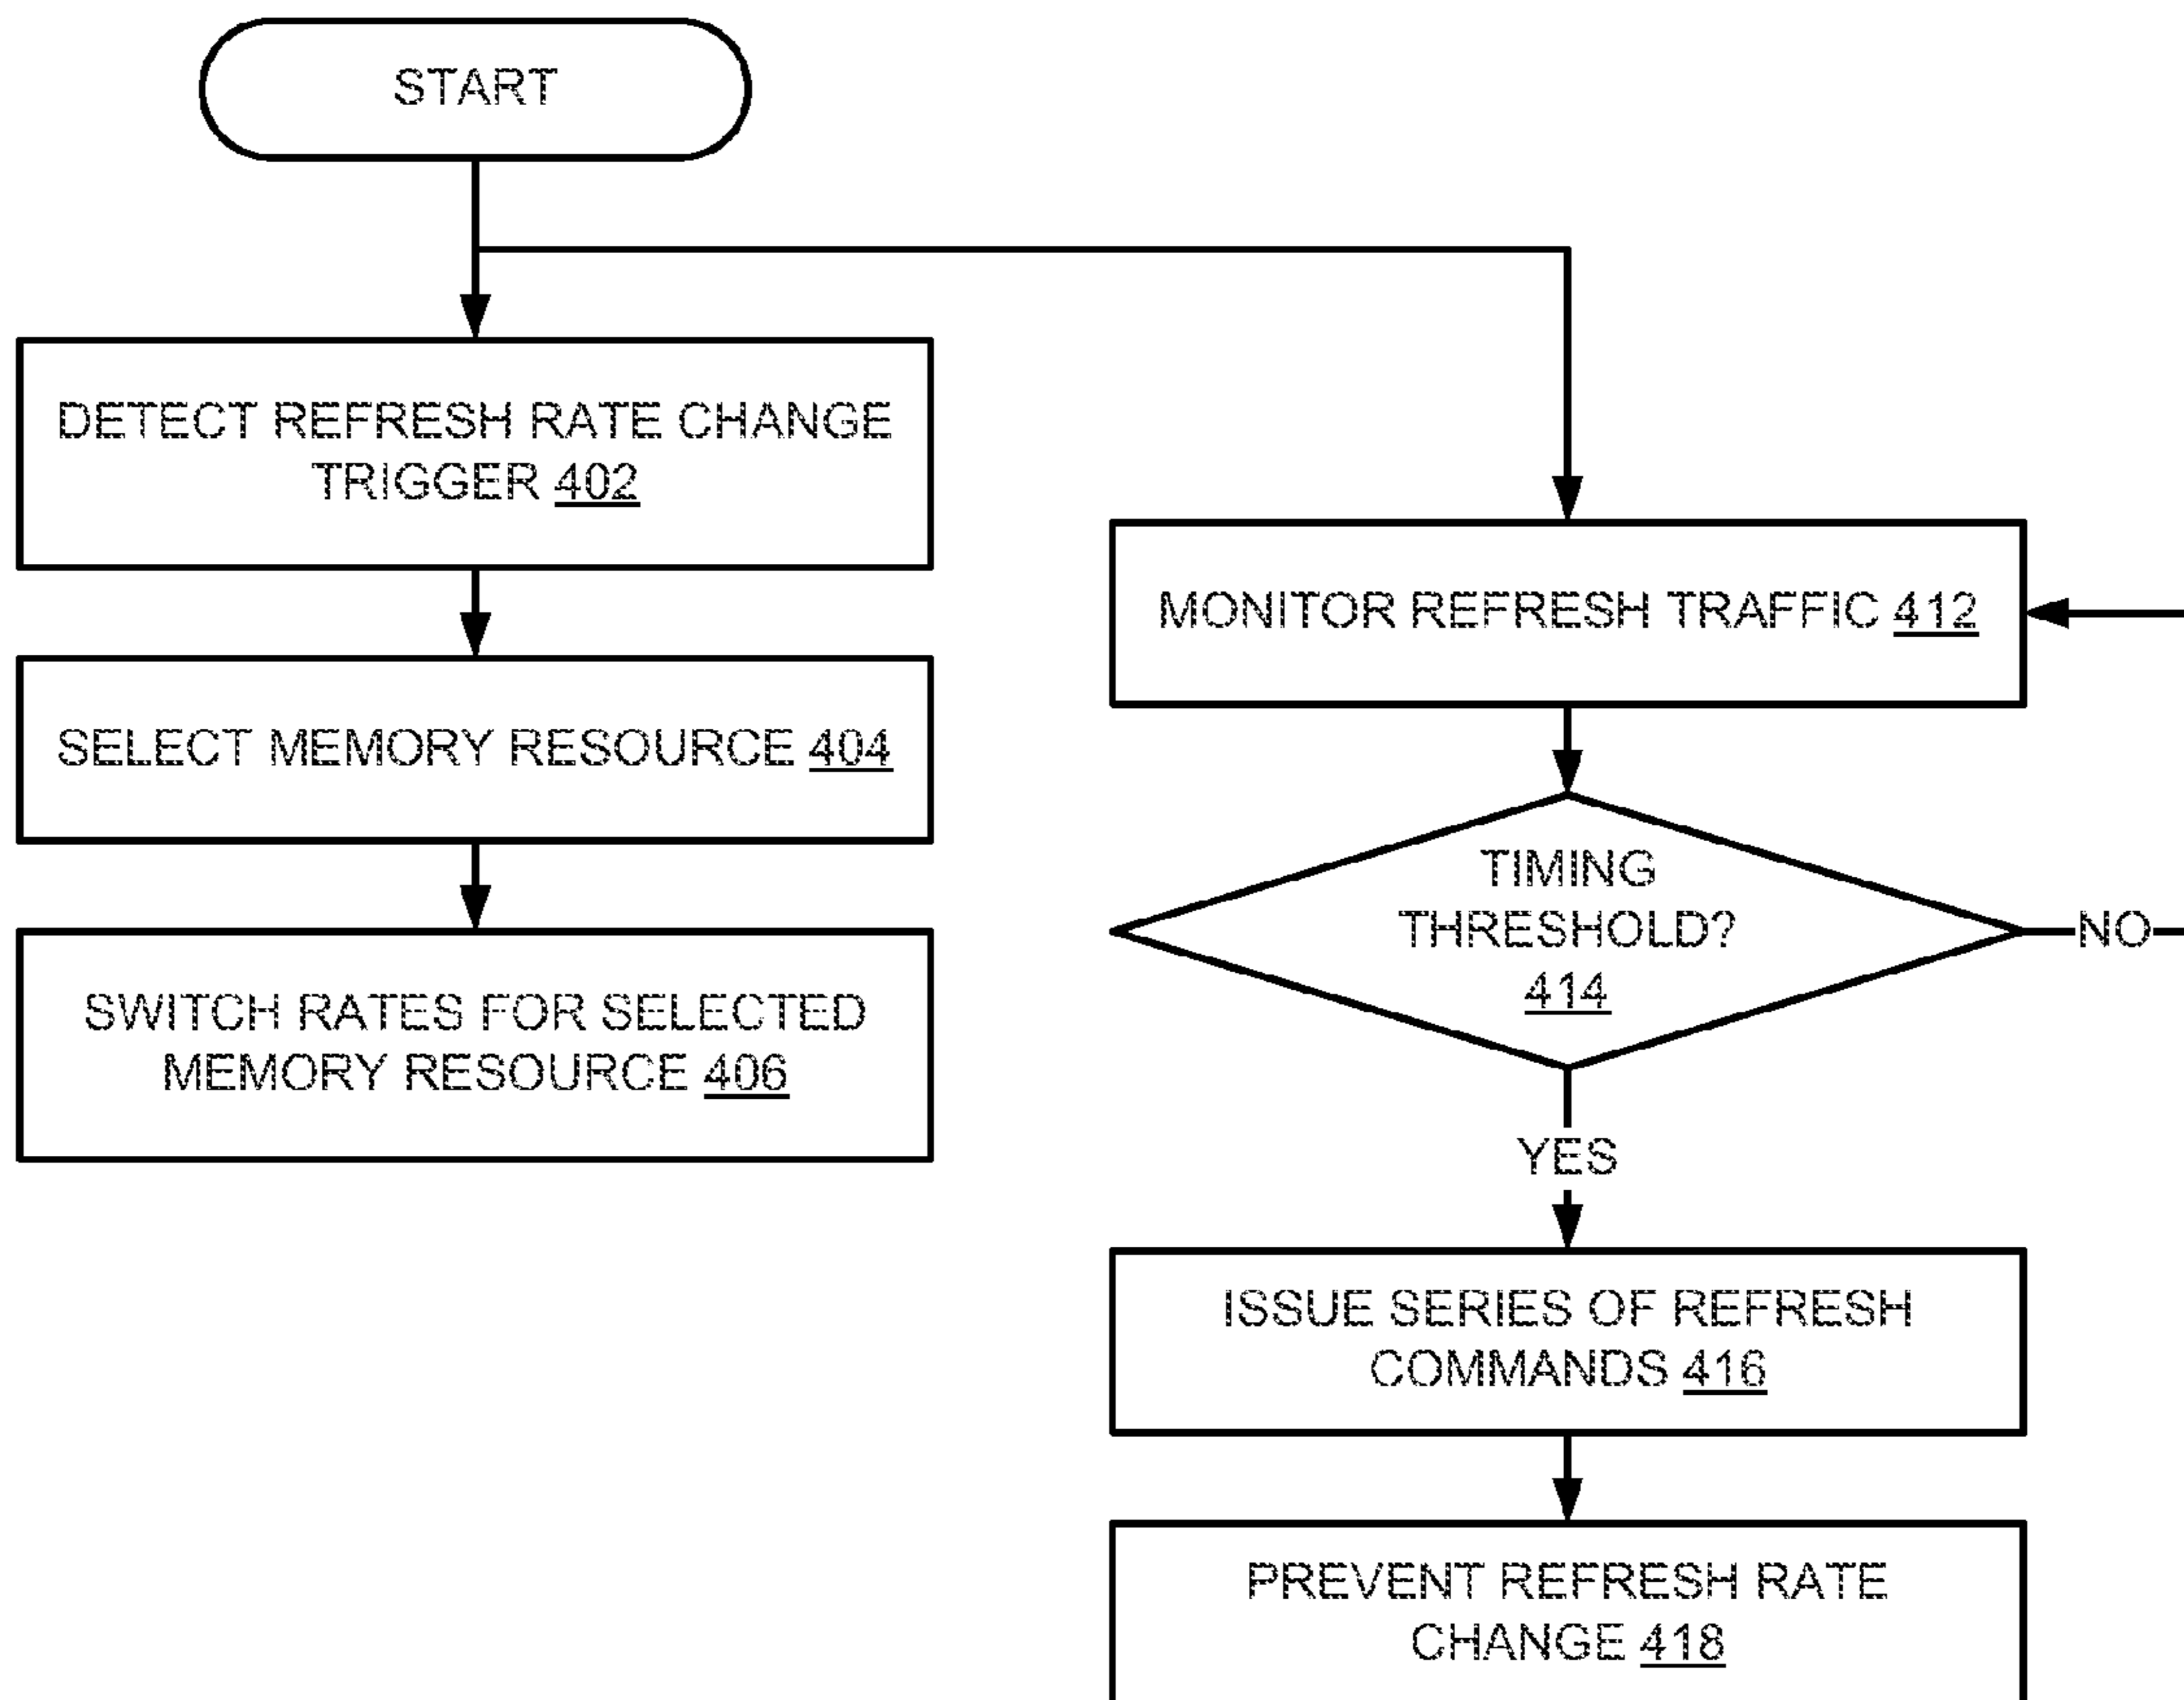 START
DETECT REFRESH RATE CHANGE
TRIGGER 402
SELECT MEMORY RESOURCE 404
SWITCH RATES FOR SELECTED
MEMORY RESOURCE 406
MONITOR REFRESH TRAFFIC 412
TIMING
THRESHOLD?
414
NO
YES
ISSUE SERIES OF REFRESH
COMMANDS 416
PREVENT REFRESH RATE
CHANGE 418